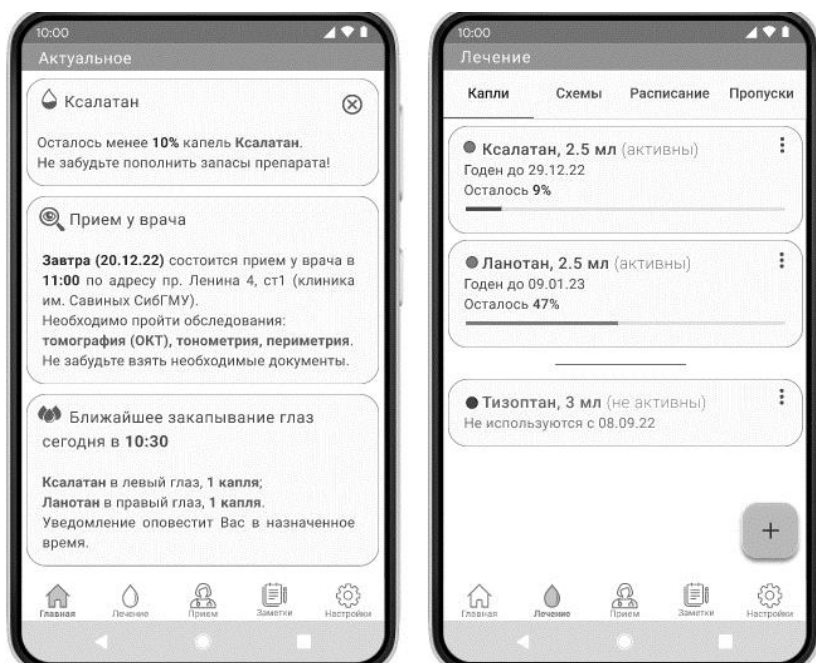 10:00
Актуальное
Ксалатан
Осталось менее 10% капель Ксалатан.
Не забудьте пополнить запасы препарата!
Прием у врача
Завтра (20.12.22) состоится прием у врача в
11:00 по адресу пр. Ленина 4, ст1 (клиника
им. Савиных СибГМУ).
Необходимо пройти обследования:
томография (ОКТ), тонометрия, периметрия.
Не забудьте взять необходимые документы.
Ближайшее закапывание глаз
сегодня в 10:30
Ксалатан в левый глаз, 1 капля;
Ланотан в правый глаз, 1 капля.
Уведомление оповестит Вас в назначенное
время.
Главная Лечение Прием Заметки Настройки
10:00
Лечение
Капли Схемы Расписание Пропуски
Ксалатан, 2.5 мл (активны)
Годен до 29.12.22
Осталось 9%
Ланотан, 2.5 мл (активны)
Годен до 09.01.23
Осталось 47%
Тизоптан, 3 мл (не активны)
Не используются с 08.09.22
+
Главная Лечение Прием Заметки Настройки